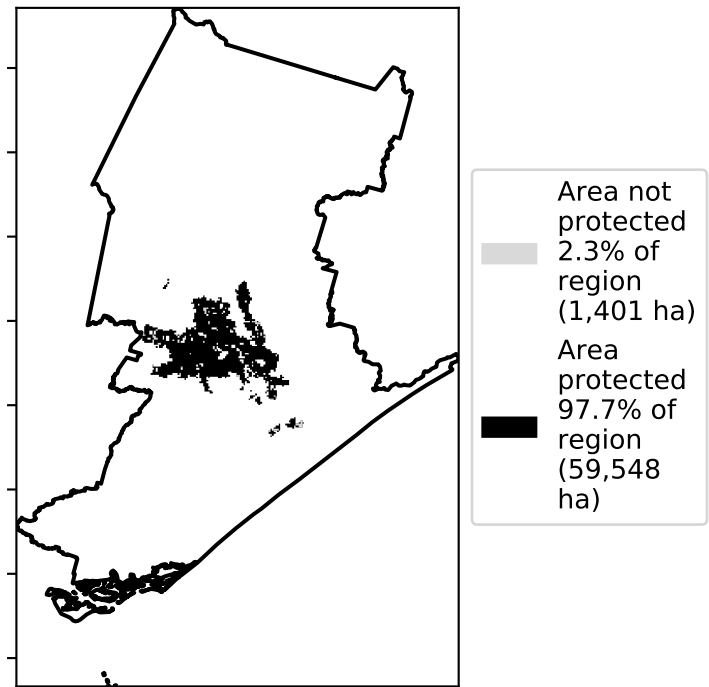 Area not
protected
2.3% of
region
(1,401 ha)
Area
protected
97.7% of
region
(59,548
ha)